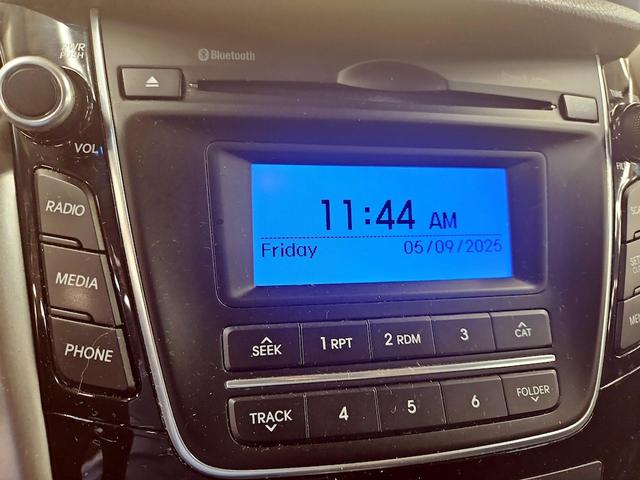 PWR
PUSH
Bluetooth
VOL
RADIO
MEDIA
PHONE
11:44 AM
Friday 05/09/2025
SEEK 1 RPT 2 RDM 3 CAT
TRACK 4 5 6 FOLDER